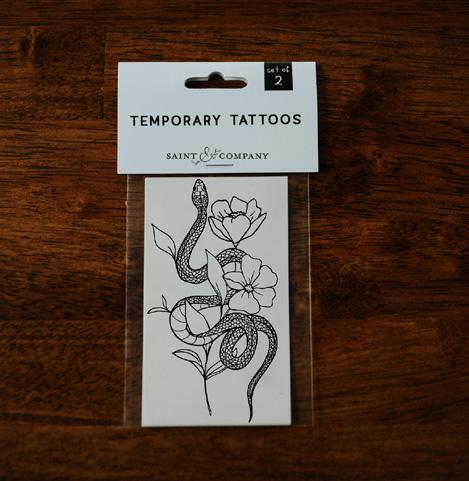 set of
2
TEMPORARY TATTOOS
SAINT & COMPANY